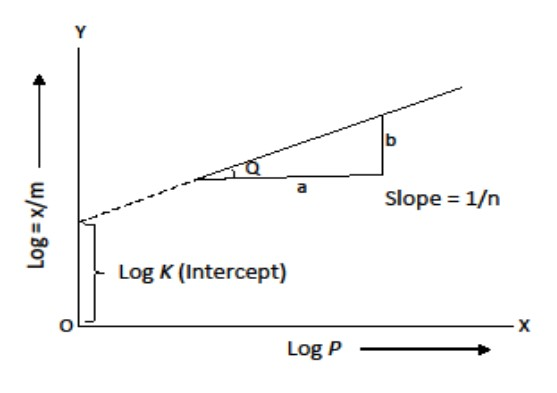 Y
Log = x/m
Q
b
a
Slope = 1/n
Log K (Intercept)
O
X
Log P